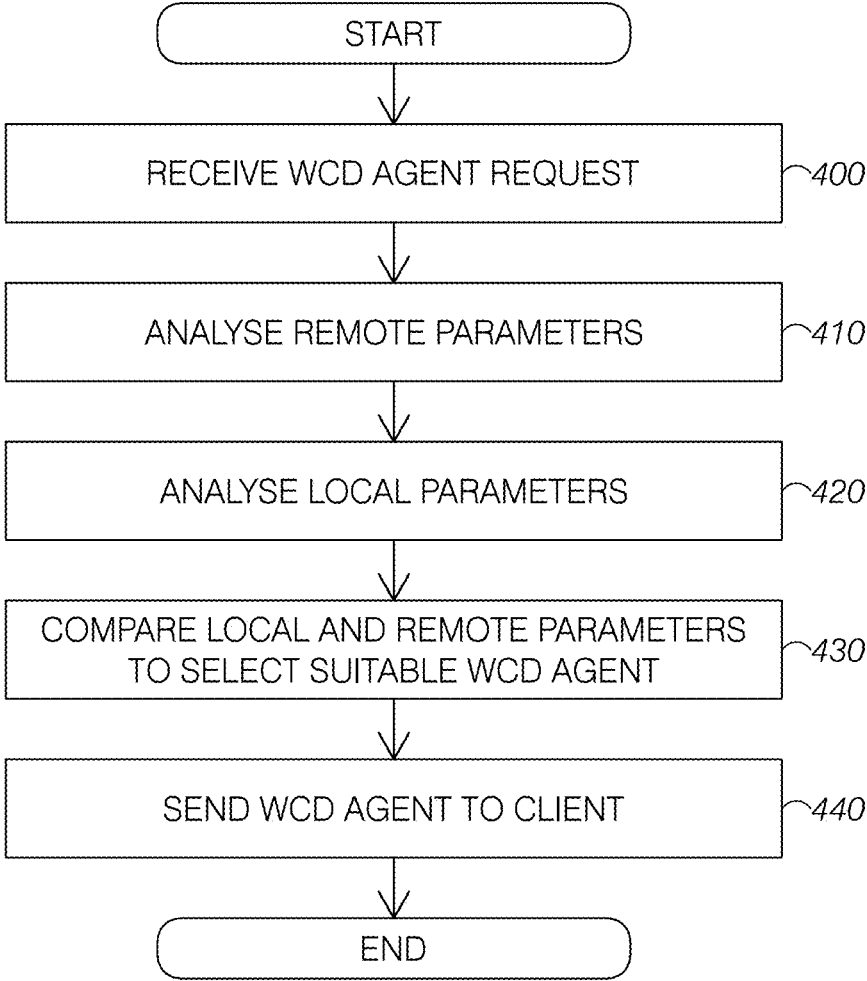 START
RECEIVE WCD AGENT REQUEST
400
ANALYSE REMOTE PARAMETERS
410
ANALYSE LOCAL PARAMETERS
420
COMPARE LOCAL AND REMOTE PARAMETERS
TO SELECT SUITABLE WCD AGENT
430
SEND WCD AGENT TO CLIENT
440
END